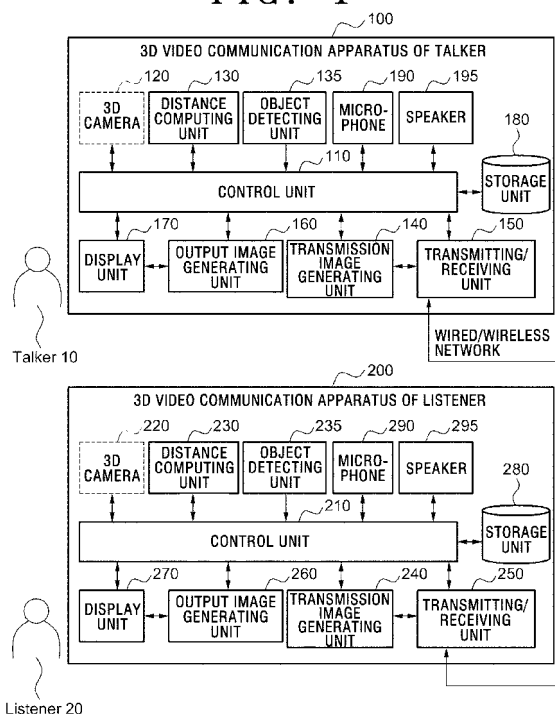 FIG. 1
100
3D VIDEO COMMUNICATION APPARATUS OF TALKER
120
130
135
190
195
3D
CAMERA
DISTANCE
COMPUTING
UNIT
OBJECT
DETECTING
UNIT
MICRO-
PHONE
SPEAKER
180
110
CONTROL UNIT
STORAGE
UNIT
170
160
140
150
DISPLAY
UNIT
OUTPUT IMAGE
GENERATING
UNIT
TRANSMISSION
IMAGE
GENERATING
UNIT
TRANSMITTING/
RECEIVING
UNIT
Talker 10
WIRED/WIRELESS
NETWORK
200
3D VIDEO COMMUNICATION APPARATUS OF LISTENER
220
230
235
290
295
3D
CAMERA
DISTANCE
COMPUTING
UNIT
OBJECT
DETECTING
UNIT
MICRO-
PHONE
SPEAKER
280
210
CONTROL UNIT
STORAGE
UNIT
270
260
240
250
DISPLAY
UNIT
OUTPUT IMAGE
GENERATING
UNIT
TRANSMISSION
IMAGE
GENERATING
UNIT
TRANSMITTING/
RECEIVING
UNIT
Listener 20